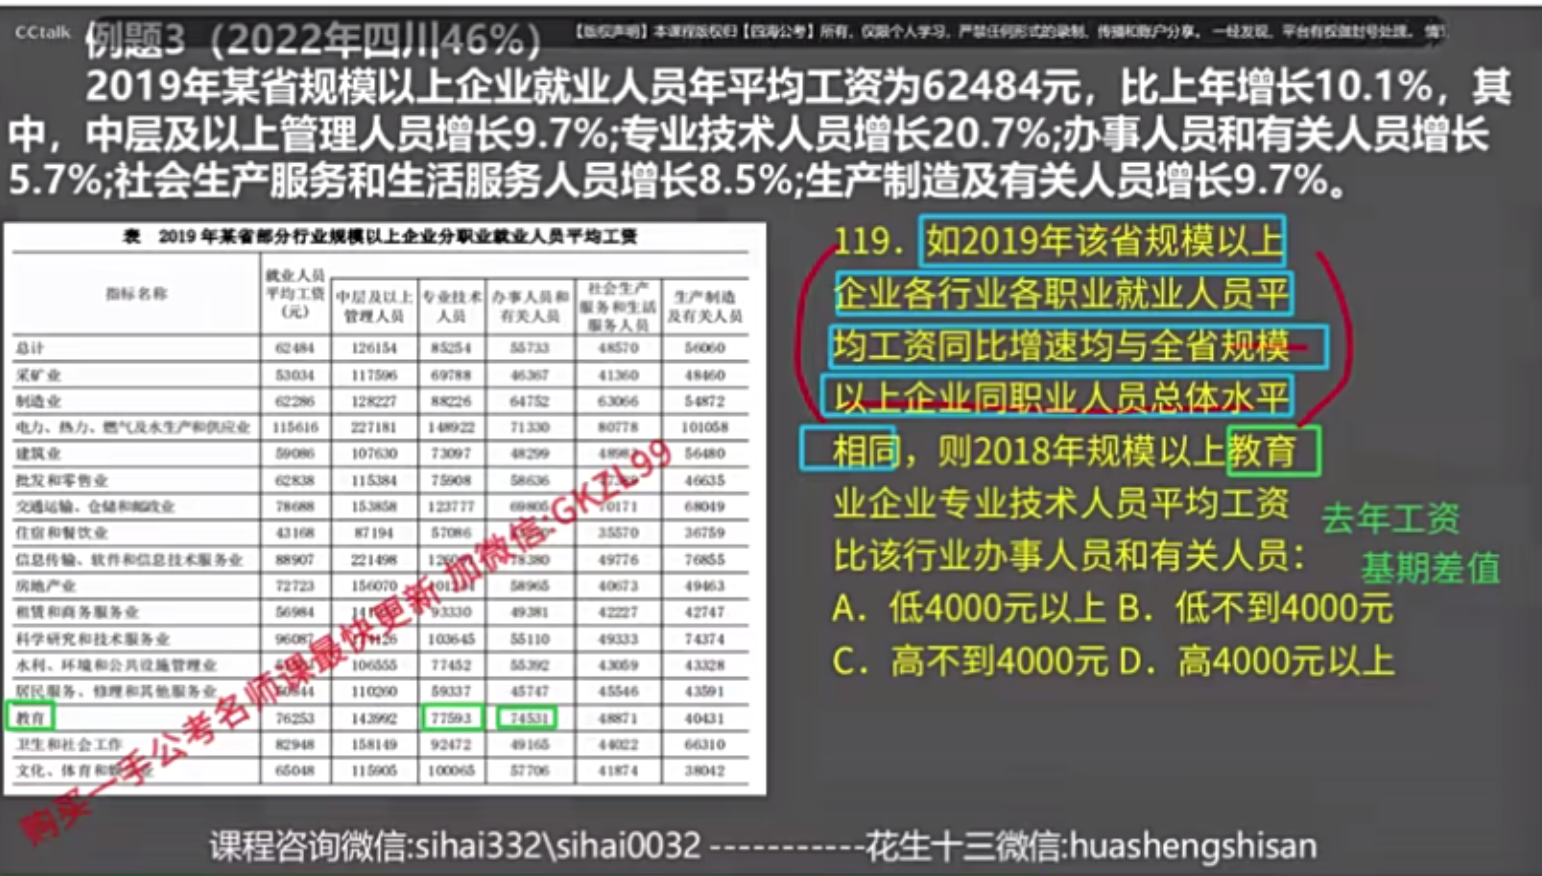 CCtalk
例题3（2022年四川46%）
【版权声明】本课程版权归【四海公考】所有，仅限个人学习，严禁任何形式的录制、传播和账户分享。一经发现，平台有权做封号处理。
2019年某省规模以上企业就业人员年平均工资为62484元，比上年增长10.1%，其
中，中层及以上管理人员增长9.7%;专业技术人员增长20.7%;办事人员和有关人员增长
5.7%;社会生产服务和生活服务人员增长8.5%;生产制造及有关人员增长9.7%。
表 2019年某省部分行业规模以上企业分职业就业人员平均工资
指标名称 就业人员平均工资（元） 中层及以上管理人员 专业技术人员 办事人员和有关人员 社会生产服务和生活服务人员 生产制造及有关人员
总计 62484 126154 85254 55733 48570 56060
采矿业 53034 117596 69788 46367 41360 48460
制造业 62286 128227 88226 64752 63066 54872
电力、热力、燃气及水生产和供应业 115616 227181 148922 71330 80778 101058
建筑业 59086 107630 73097 48299 56480
批发和零售业 62838 115384 75908 58636 46635
交通运输、仓储和邮政业 78688 153858 123777 68049
住宿和餐饮业 43168 87194 57086 35570 36759
信息传输、软件和信息技术服务业 88907 221498 49776 76855
房地产业 72723 156070 58965 40673 49463
租赁和商务服务业 56984 93330 49381 42227 42747
科学研究和技术服务业 96087 103645 55110 49333 74374
水利、环境和公共设施管理业 106555 77452 55392 43059 43328
居民服务、修理和其他服务业 110260 59337 45747 45546 43591
教育 76253 143992 77593 74531 48871 40431
卫生和社会工作 82948 158149 92472 49165 44022 66310
文化、体育和业 65048 115905 100065 57706 41874 38042
购买一手公考名师课最快更新 加微信:GKZL99
119．如2019年该省规模以上
企业各行业各职业就业人员平
均工资同比增速均与全省规模
以上企业同职业人员总体水平
相同，则2018年规模以上教育
业企业专业技术人员平均工资
比该行业办事人员和有关人员：
去年工资
基期差值
A．低4000元以上 B．低不到4000元
C．高不到4000元 D．高4000元以上
课程咨询微信:sihai332\sihai0032 -----------花生十三微信:huashengshisan